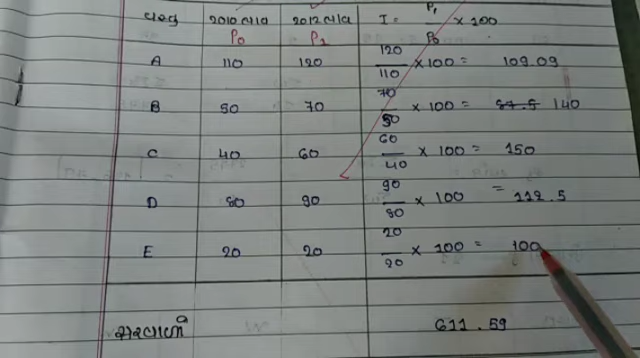 વસ્તુ 2010 ના ભાવ 2012 ના ભાવ I = P₁/P₀ × 100
P₀ P₁
A 110 120 120/110 × 100 = 109.09
B 50 70 70/50 × 100 = 87.5 140
C 40 60 60/40 × 100 = 150
D 80 90 90/80 × 100 = 112.5
E 20 20 20/20 × 100 = 100
સરવાળો 611.59